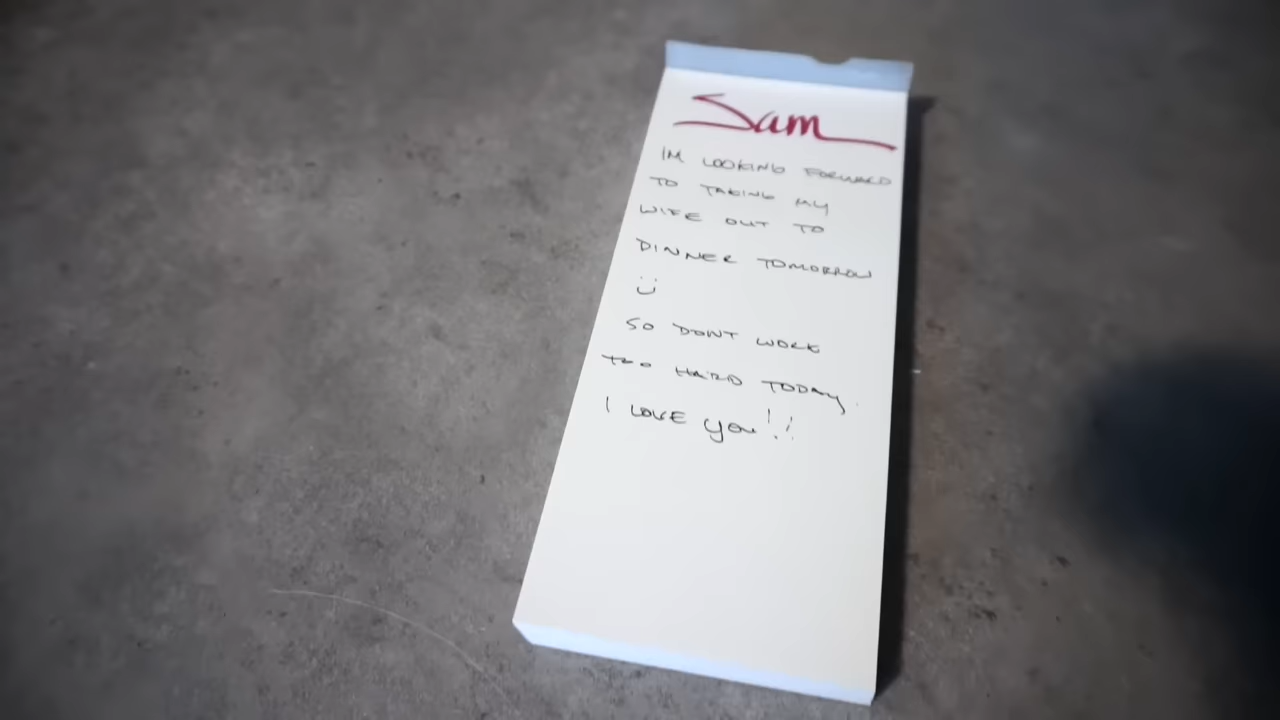 Sam
IM LOOKING FORWARD
TO TAKING MY
WIFE OUT TO
DINNER TOMORROW
:)
SO DONT WORK
TOO HARD TODAY.
I LOVE you!!